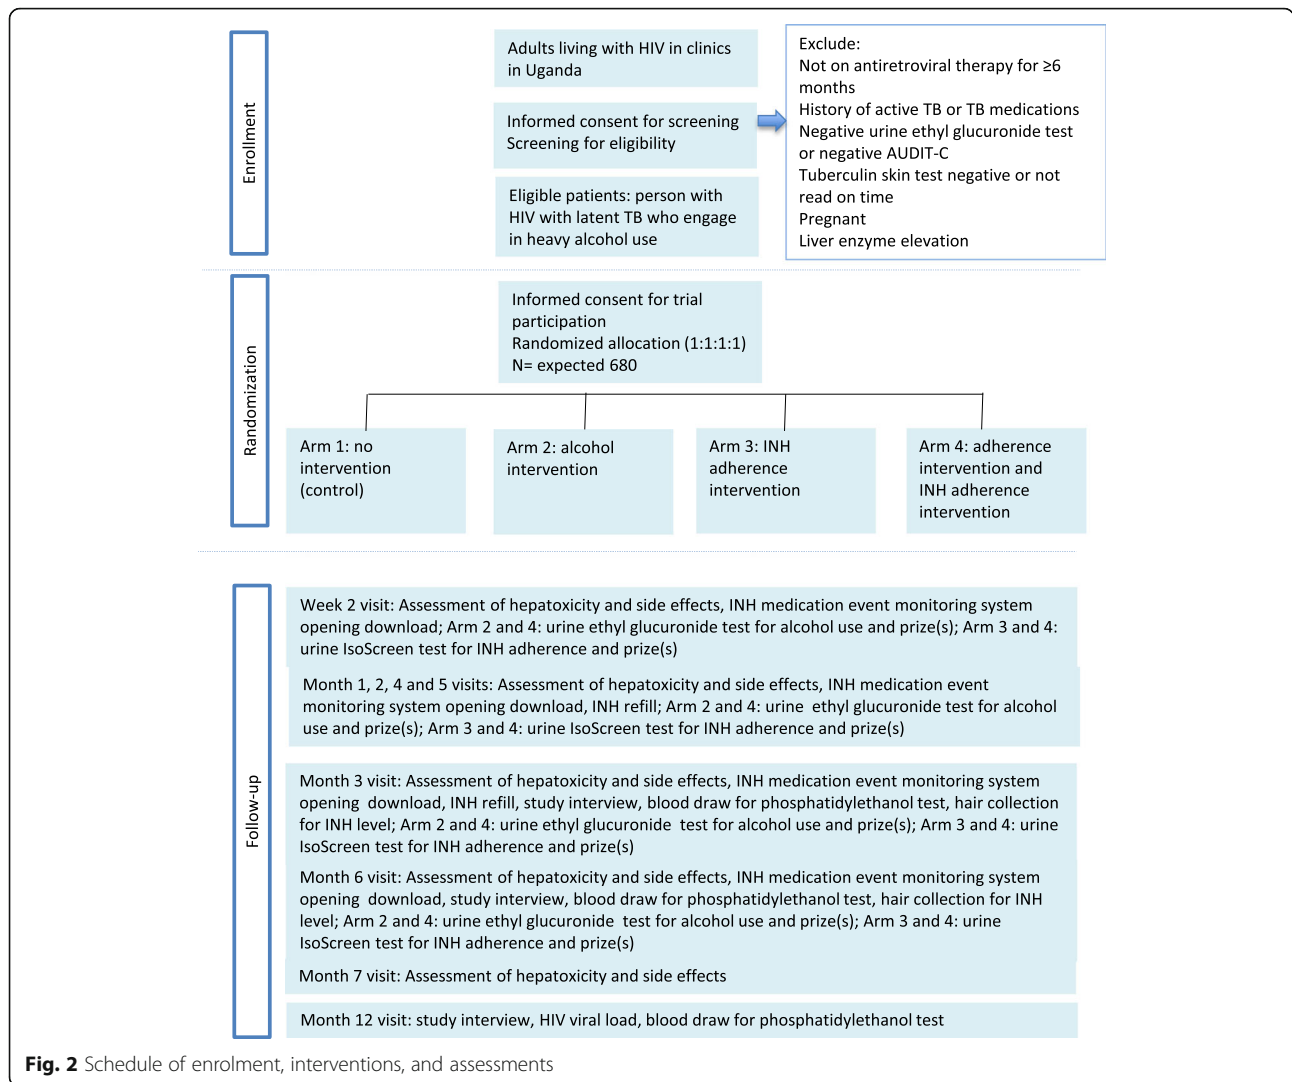 Enrollment
Adults living with HIV in clinics
in Uganda
Informed consent for screening
Screening for eligibility
Eligible patients: person with
HIV with latent TB who engage
in heavy alcohol use
Exclude:
Not on antiretroviral therapy for ≥6
months
History of active TB or TB medications
Negative urine ethyl glucuronide test
or negative AUDIT-C
Tuberculin skin test negative or not
read on time
Pregnant
Liver enzyme elevation
Randomization
Informed consent for trial
participation
Randomized allocation (1:1:1:1)
N= expected 680
Arm 1: no
intervention
(control)
Arm 2: alcohol
intervention
Arm 3: INH
adherence
intervention
Arm 4: adherence
intervention and
INH adherence
intervention
Follow-up
Week 2 visit: Assessment of hepatoxicity and side effects, INH medication event monitoring system
opening download; Arm 2 and 4: urine ethyl glucuronide test for alcohol use and prize(s); Arm 3 and 4:
urine IsoScreen test for INH adherence and prize(s)
Month 1, 2, 4 and 5 visits: Assessment of hepatoxicity and side effects, INH medication event
monitoring system opening download, INH refill; Arm 2 and 4: urine ethyl glucuronide test for alcohol
use and prize(s); Arm 3 and 4: urine IsoScreen test for INH adherence and prize(s)
Month 3 visit: Assessment of hepatoxicity and side effects, INH medication event monitoring system
opening download, INH refill, study interview, blood draw for phosphatidylethanol test, hair collection
for INH level; Arm 2 and 4: urine ethyl glucuronide test for alcohol use and prize(s); Arm 3 and 4: urine
IsoScreen test for INH adherence and prize(s)
Month 6 visit: Assessment of hepatoxicity and side effects, INH medication event monitoring system
opening download, study interview, blood draw for phosphatidylethanol test, hair collection for INH
level; Arm 2 and 4: urine ethyl glucuronide test for alcohol use and prize(s); Arm 3 and 4: urine
IsoScreen test for INH adherence and prize(s)
Month 7 visit: Assessment of hepatoxicity and side effects
Month 12 visit: study interview, HIV viral load, blood draw for phosphatidylethanol test
Fig. 2 Schedule of enrolment, interventions, and assessments